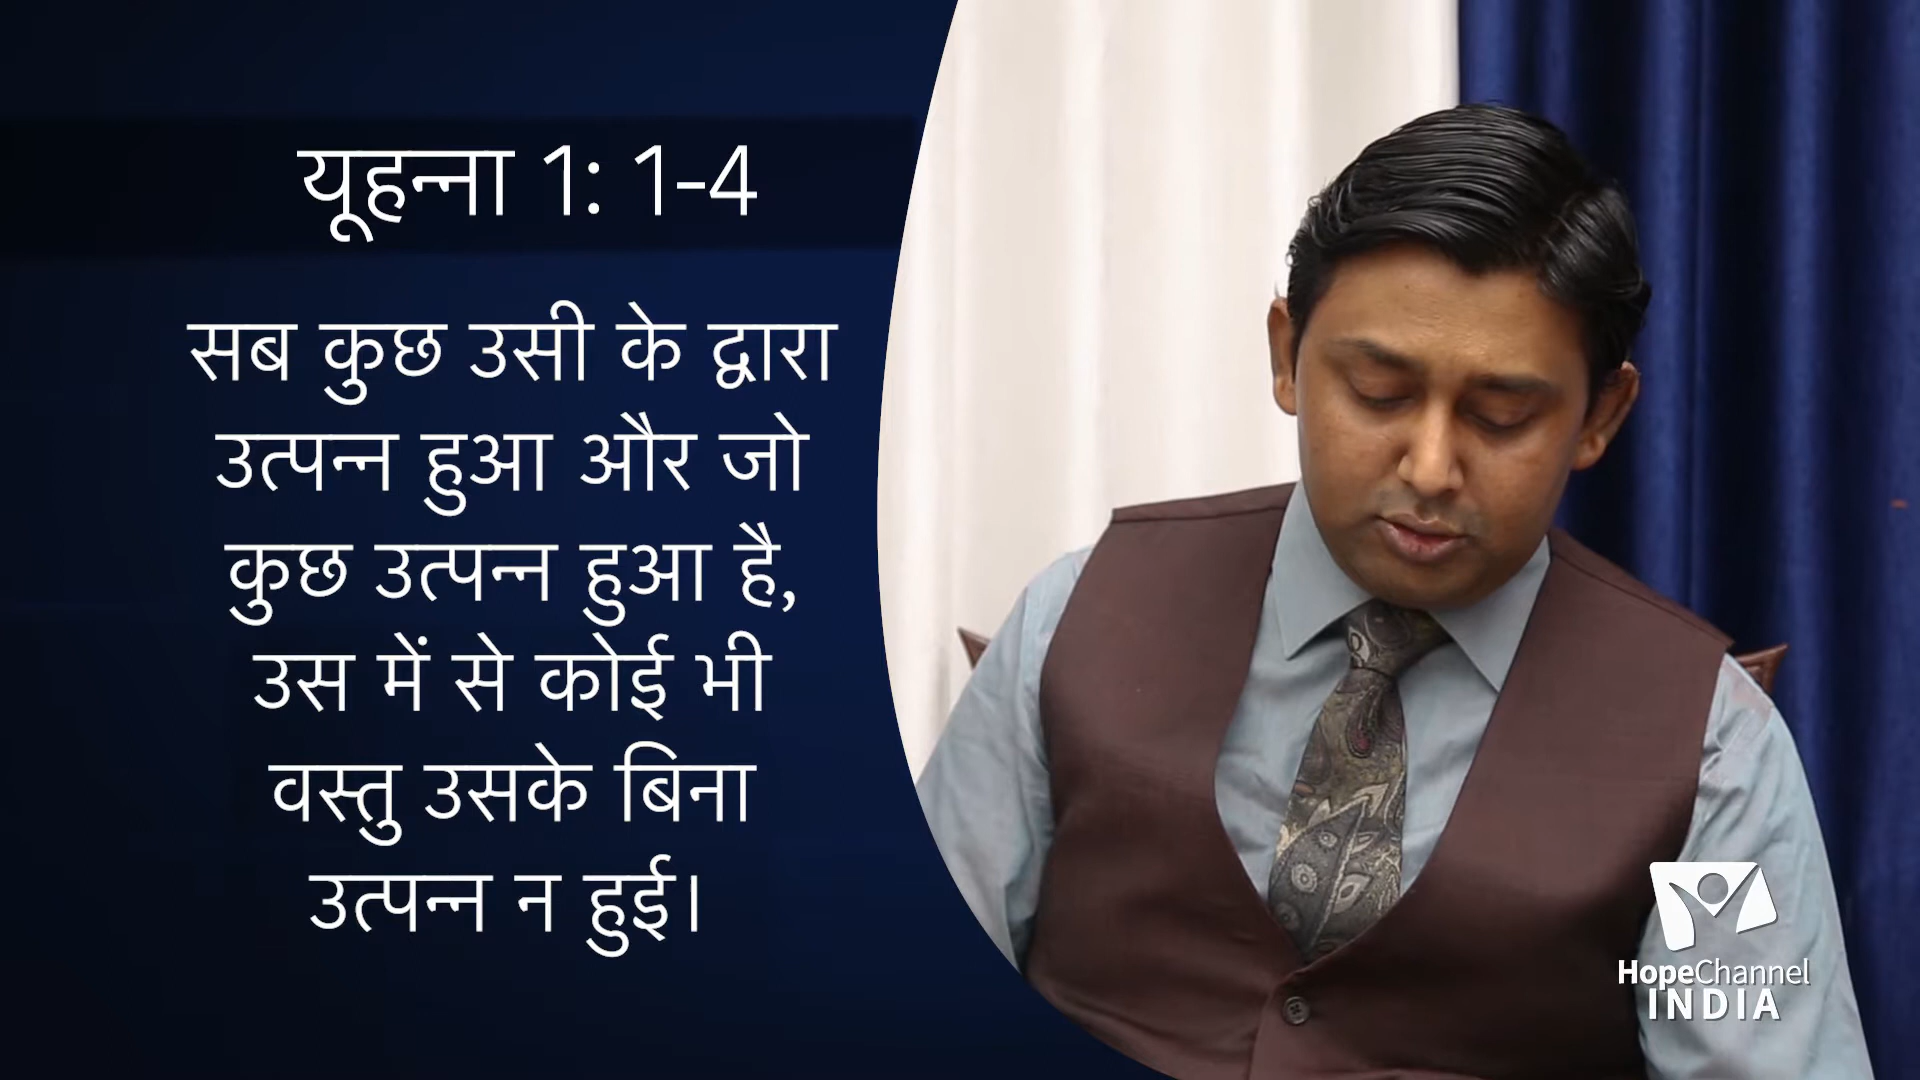 यूहन्ना 1: 1-4
सब कुछ उसी के द्वारा
उत्पन्न हुआ और जो
कुछ उत्पन्न हुआ है,
उस में से कोई भी
वस्तु उसके बिना
उत्पन्न न हुई।
HopeChannel
INDIA